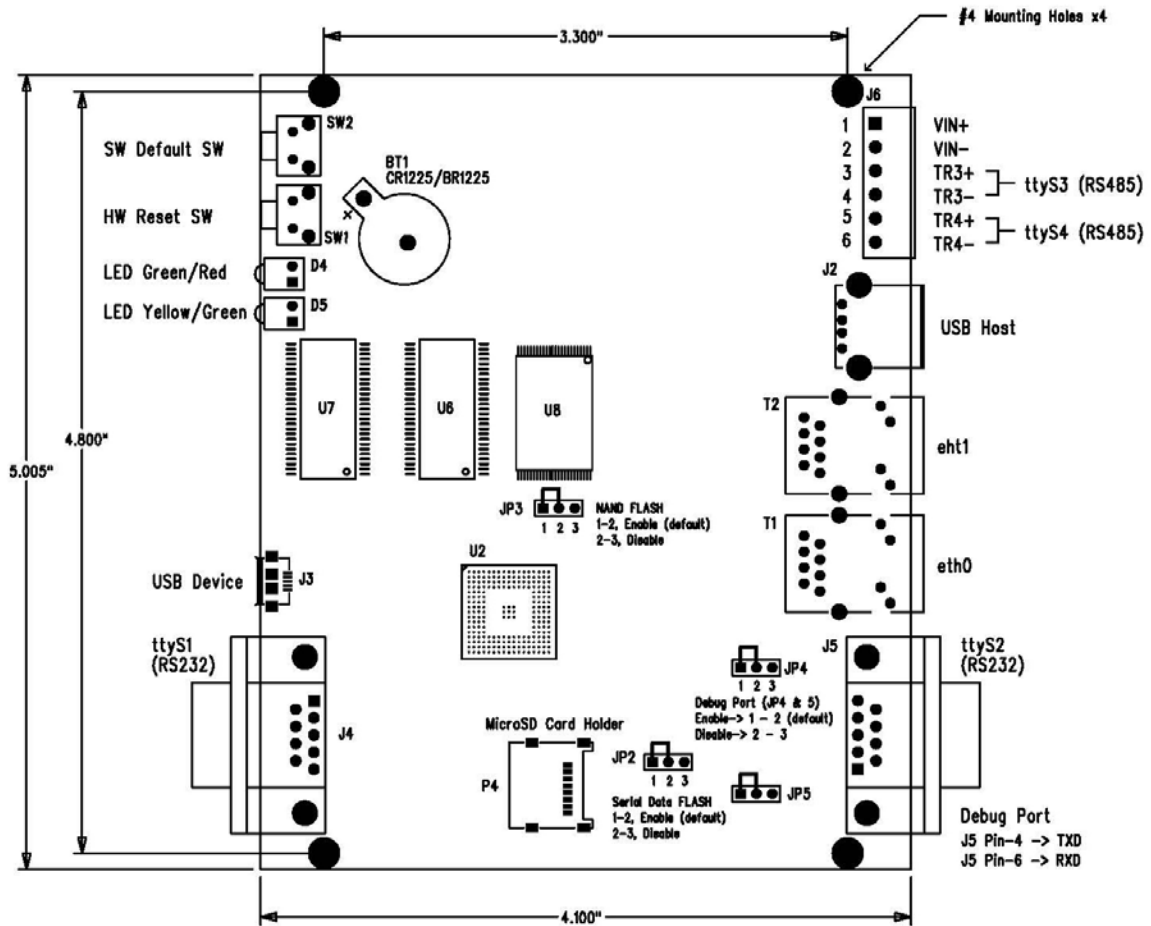 #4 Mounting Holes x4
3.300"
J6
SW2
SW Default SW
1
VIN+
2
VIN-
3
TR3+
4
TR3-
ttyS3 (RS485)
5
TR4+
6
TR4-
ttyS4 (RS485)
BT1
CR1225/BR1225
x
HW Reset SW
SW1
LED Green/Red
D4
LED Yellow/Green
D5
J2
USB Host
U7
U6
U8
T2
eht1
4.800"
5.005"
JP3
1 2 3
NAND FLASH
1-2, Enable (default)
2-3, Disable
T1
eth0
U2
USB Device
J3
ttyS1
(RS232)
J4
JP4
1 2 3
Debug Port (JP4 & 5)
Enable-> 1 - 2 (default)
Disable-> 2 - 3
J5
ttyS2
(RS232)
MicroSD Card Holder
P4
JP2
1 2 3
Serial Data FLASH
1-2, Enable (default)
2-3, Disable
JP5
Debug Port
J5 Pin-4 -> TXD
J5 Pin-6 -> RXD
4.100"